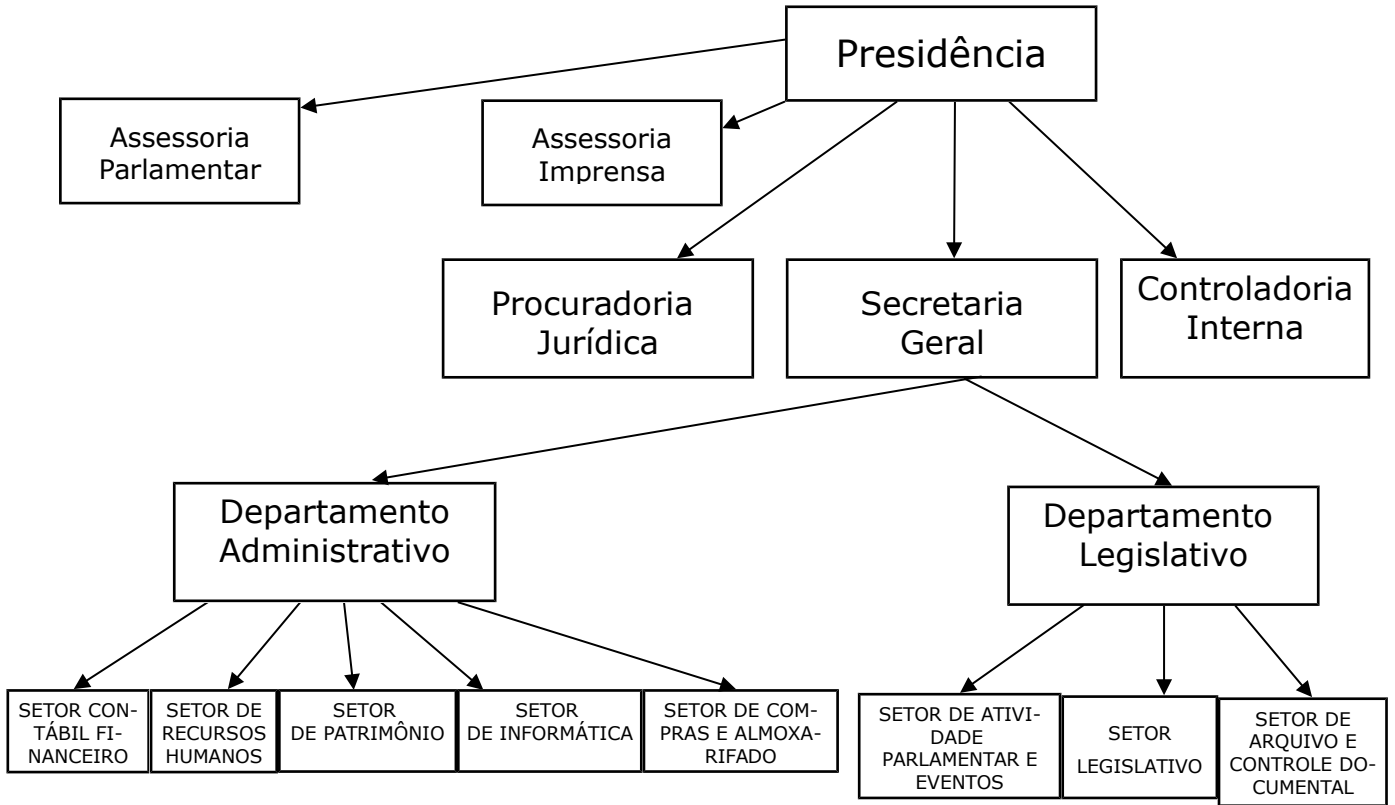 Presidência
Assessoria
Parlamentar
Assessoria
Imprensa
Procuradoria
Jurídica
Secretaria
Geral
Controladoria
Interna
Departamento
Administrativo
Departamento
Legislativo
SETOR CON-
TÁBIL FI-
NANCEIRO
SETOR DE
RECURSOS
HUMANOS
SETOR
DE PATRIMÔNIO
SETOR
DE INFORMÁTICA
SETOR DE COM-
PRAS E ALMOXA-
RIFADO
SETOR DE ATIVI-
DADE
PARLAMENTAR E
EVENTOS
SETOR
LEGISLATIVO
SETOR DE
ARQUIVO E
CONTROLE DO-
CUMENTAL